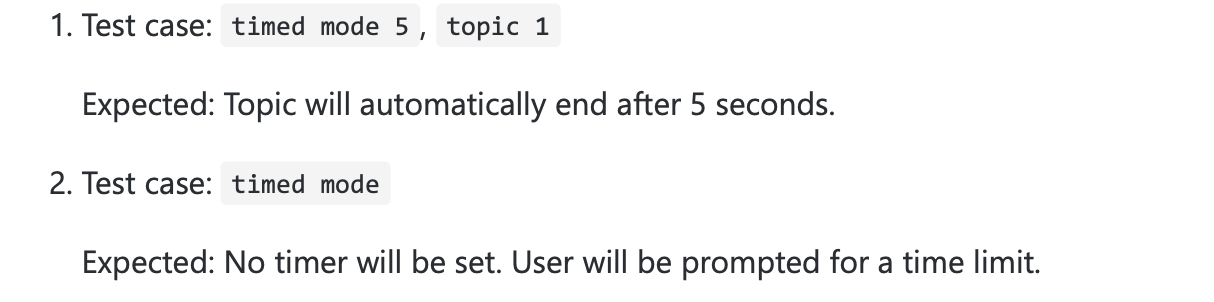 1. Test case: timed mode 5, topic 1
Expected: Topic will automatically end after 5 seconds.
2. Test case: timed mode
Expected: No timer will be set. User will be prompted for a time limit.